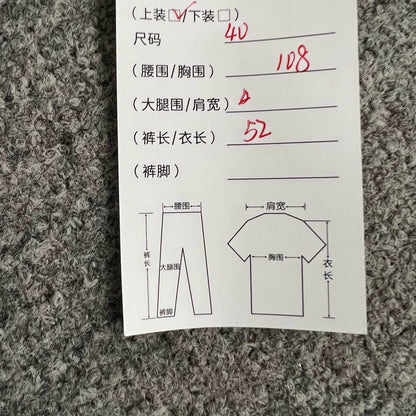 (上装☑/下装☐)
尺码 40
(腰围/胸围) 108
(大腿围/肩宽)
(裤长/衣长) 52
(裤脚)
腰围 肩宽
裤长 大腿围 胸围 衣长
裤脚